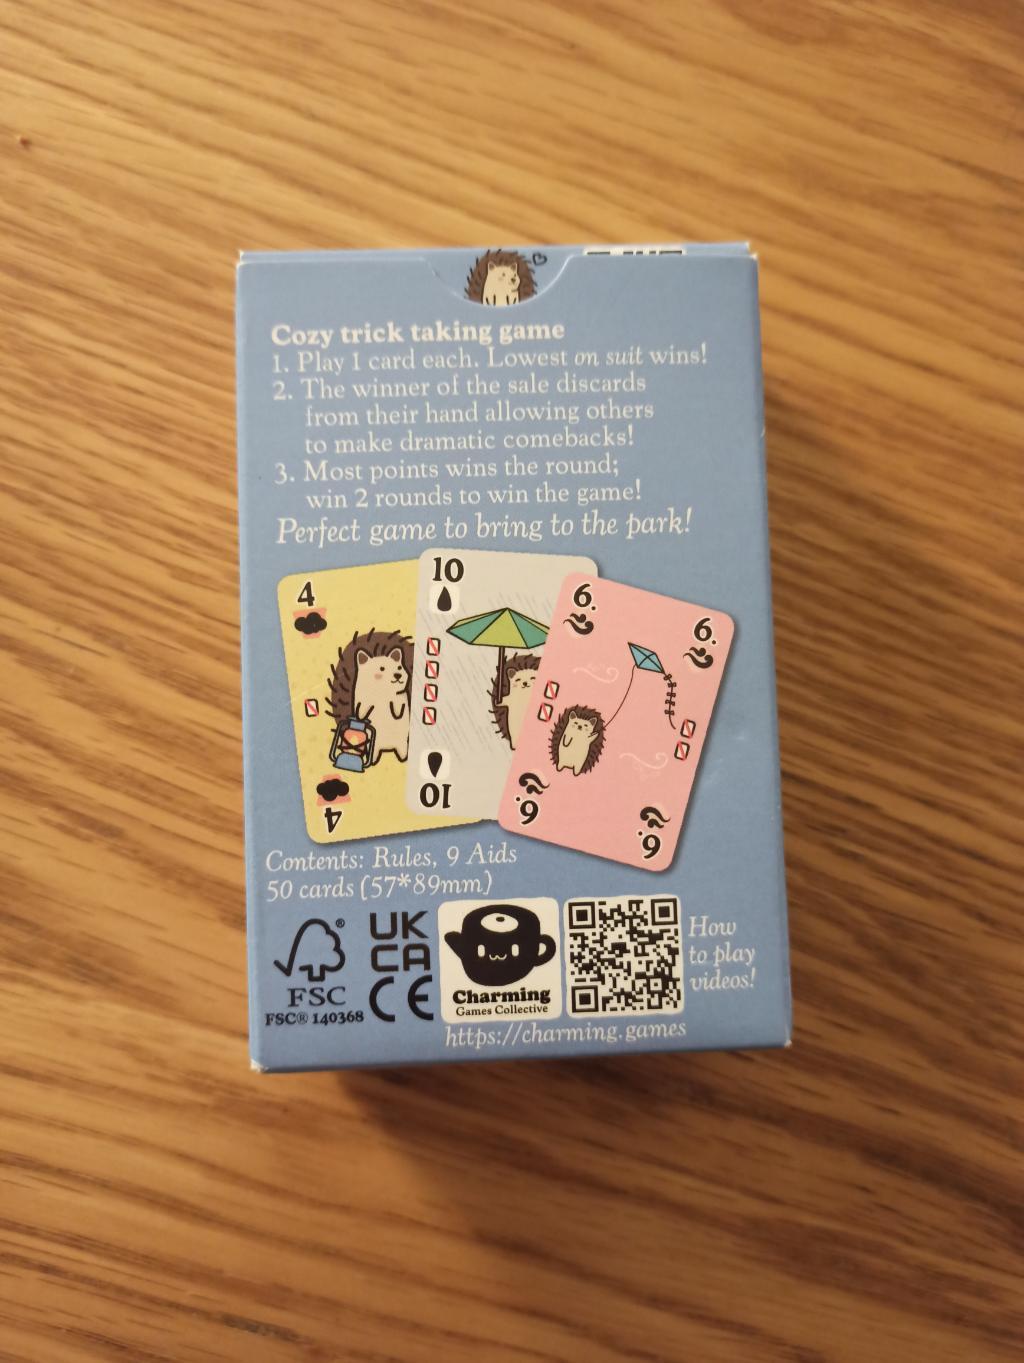 Cozy trick taking game
1. Play 1 card each. Lowest on suit wins!
2. The winner of the sale discards
from their hand allowing others
to make dramatic comebacks!
3. Most points wins the round;
win 2 rounds to win the game!
Perfect game to bring to the park!
4
10
6.
6.
4
10
6.
6.
Contents: Rules, 9 Aids
50 cards (57*89mm)
FSC®
FSC® 140368
UK
CA
CE
Charming
Games Collective
How
to play
videos!
https://charming.games